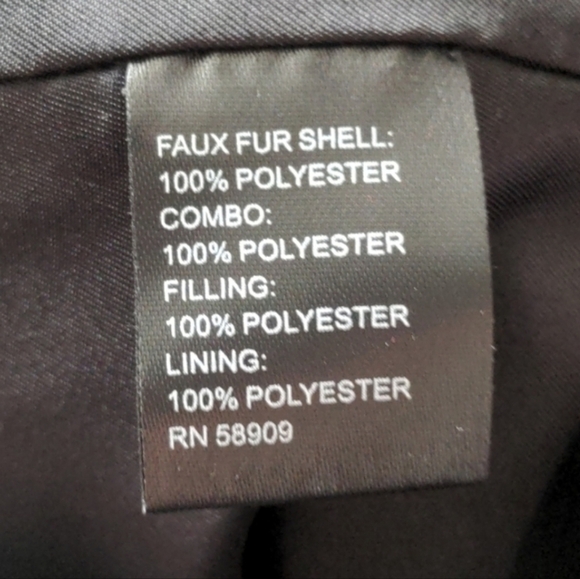 FAUX FUR SHELL:
100% POLYESTER
COMBO:
100% POLYESTER
FILLING:
100% POLYESTER
LINING:
100% POLYESTER
RN 58909